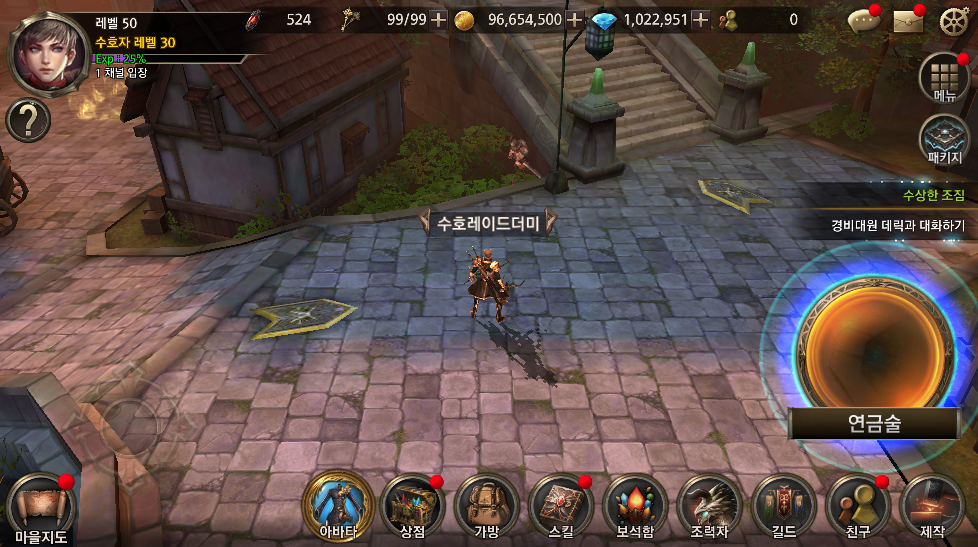 레벨 50
수호자 레벨 30
Exp : 25%
1 채널 입장
524
99/99
96,654,500
1,022,951
0
메뉴
패키지
수상한 조짐
경비대원 데릭과 대화하기
수호레이드더미
연금술
마을지도
아바타
상점
가방
스킬
보석함
조력자
길드
친구
제작